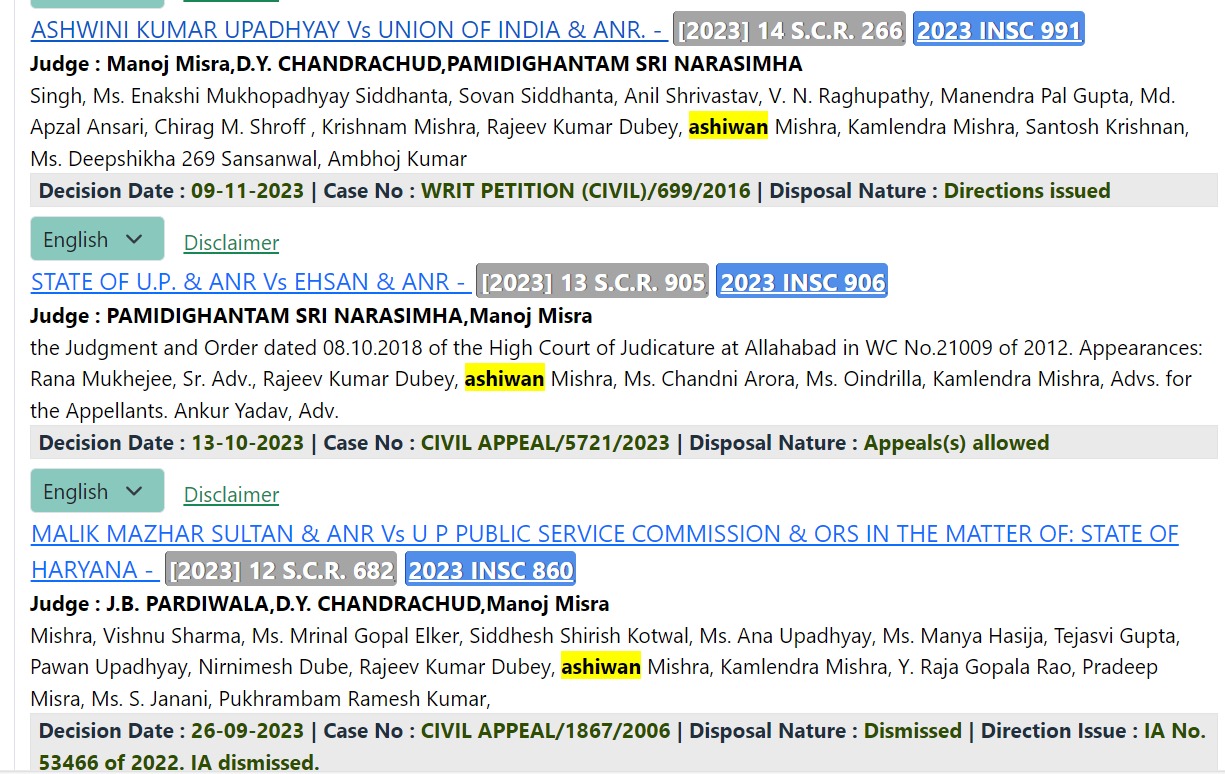 ASHWINI KUMAR UPADHYAY Vs UNION OF INDIA & ANR. - [2023] 14 S.C.R. 266 2023 INSC 991
Judge : Manoj Misra,D.Y. CHANDRACHUD,PAMIDIGHANTAM SRI NARASIMHA
Singh, Ms. Enakshi Mukhopadhyay Siddhanta, Sovan Siddhanta, Anil Shrivastav, V. N. Raghupathy, Manendra Pal Gupta, Md.
Apzal Ansari, Chirag M. Shroff , Krishnam Mishra, Rajeev Kumar Dubey, ashiwan Mishra, Kamlendra Mishra, Santosh Krishnan,
Ms. Deepshikha 269 Sansanwal, Ambhoj Kumar
Decision Date : 09-11-2023 | Case No : WRIT PETITION (CIVIL)/699/2016 | Disposal Nature : Directions issued
English Disclaimer
STATE OF U.P. & ANR Vs EHSAN & ANR - [2023] 13 S.C.R. 905 2023 INSC 906
Judge : PAMIDIGHANTAM SRI NARASIMHA,Manoj Misra
the Judgment and Order dated 08.10.2018 of the High Court of Judicature at Allahabad in WC No.21009 of 2012. Appearances:
Rana Mukhejee, Sr. Adv., Rajeev Kumar Dubey, ashiwan Mishra, Ms. Chandni Arora, Ms. Oindrilla, Kamlendra Mishra, Advs. for
the Appellants. Ankur Yadav, Adv.
Decision Date : 13-10-2023 | Case No : CIVIL APPEAL/5721/2023 | Disposal Nature : Appeals(s) allowed
English Disclaimer
MALIK MAZHAR SULTAN & ANR Vs U P PUBLIC SERVICE COMMISSION & ORS IN THE MATTER OF: STATE OF
HARYANA - [2023] 12 S.C.R. 682 2023 INSC 860
Judge : J.B. PARDIWALA,D.Y. CHANDRACHUD,Manoj Misra
Mishra, Vishnu Sharma, Ms. Mrinal Gopal Elker, Siddhesh Shirish Kotwal, Ms. Ana Upadhyay, Ms. Manya Hasija, Tejasvi Gupta,
Pawan Upadhyay, Nirnimesh Dube, Rajeev Kumar Dubey, ashiwan Mishra, Kamlendra Mishra, Y. Raja Gopala Rao, Pradeep
Misra, Ms. S. Janani, Pukhrambam Ramesh Kumar,
Decision Date : 26-09-2023 | Case No : CIVIL APPEAL/1867/2006 | Disposal Nature : Dismissed | Direction Issue : IA No.
53466 of 2022. IA dismissed.